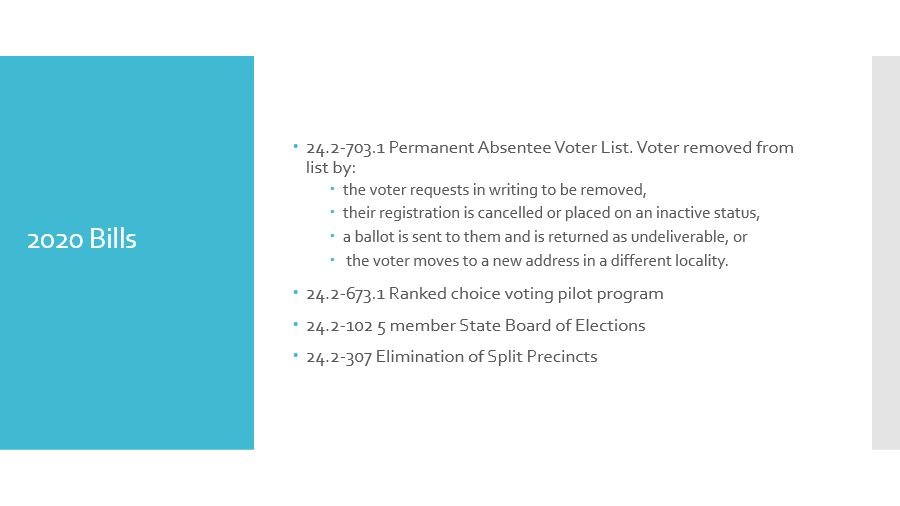 2020 Bills
• 24.2-703.1 Permanent Absentee Voter List. Voter removed from
list by:
• the voter requests in writing to be removed,
• their registration is cancelled or placed on an inactive status,
• a ballot is sent to them and is returned as undeliverable, or
• the voter moves to a new address in a different locality.
• 24.2-673.1 Ranked choice voting pilot program
• 24.2-102 5 member State Board of Elections
• 24.2-307 Elimination of Split Precincts